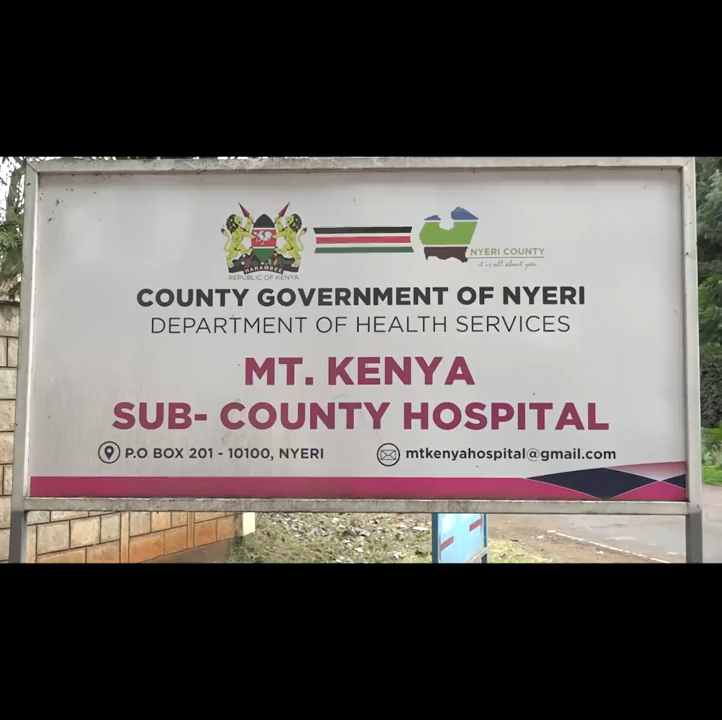 HARAMBEE
REPUBLIC OF KENYA
NYERI COUNTY
it is all about you
COUNTY GOVERNMENT OF NYERI
DEPARTMENT OF HEALTH SERVICES
MT. KENYA
SUB- COUNTY HOSPITAL
P.O BOX 201 - 10100, NYERI
mtkenyahospital@gmail.com